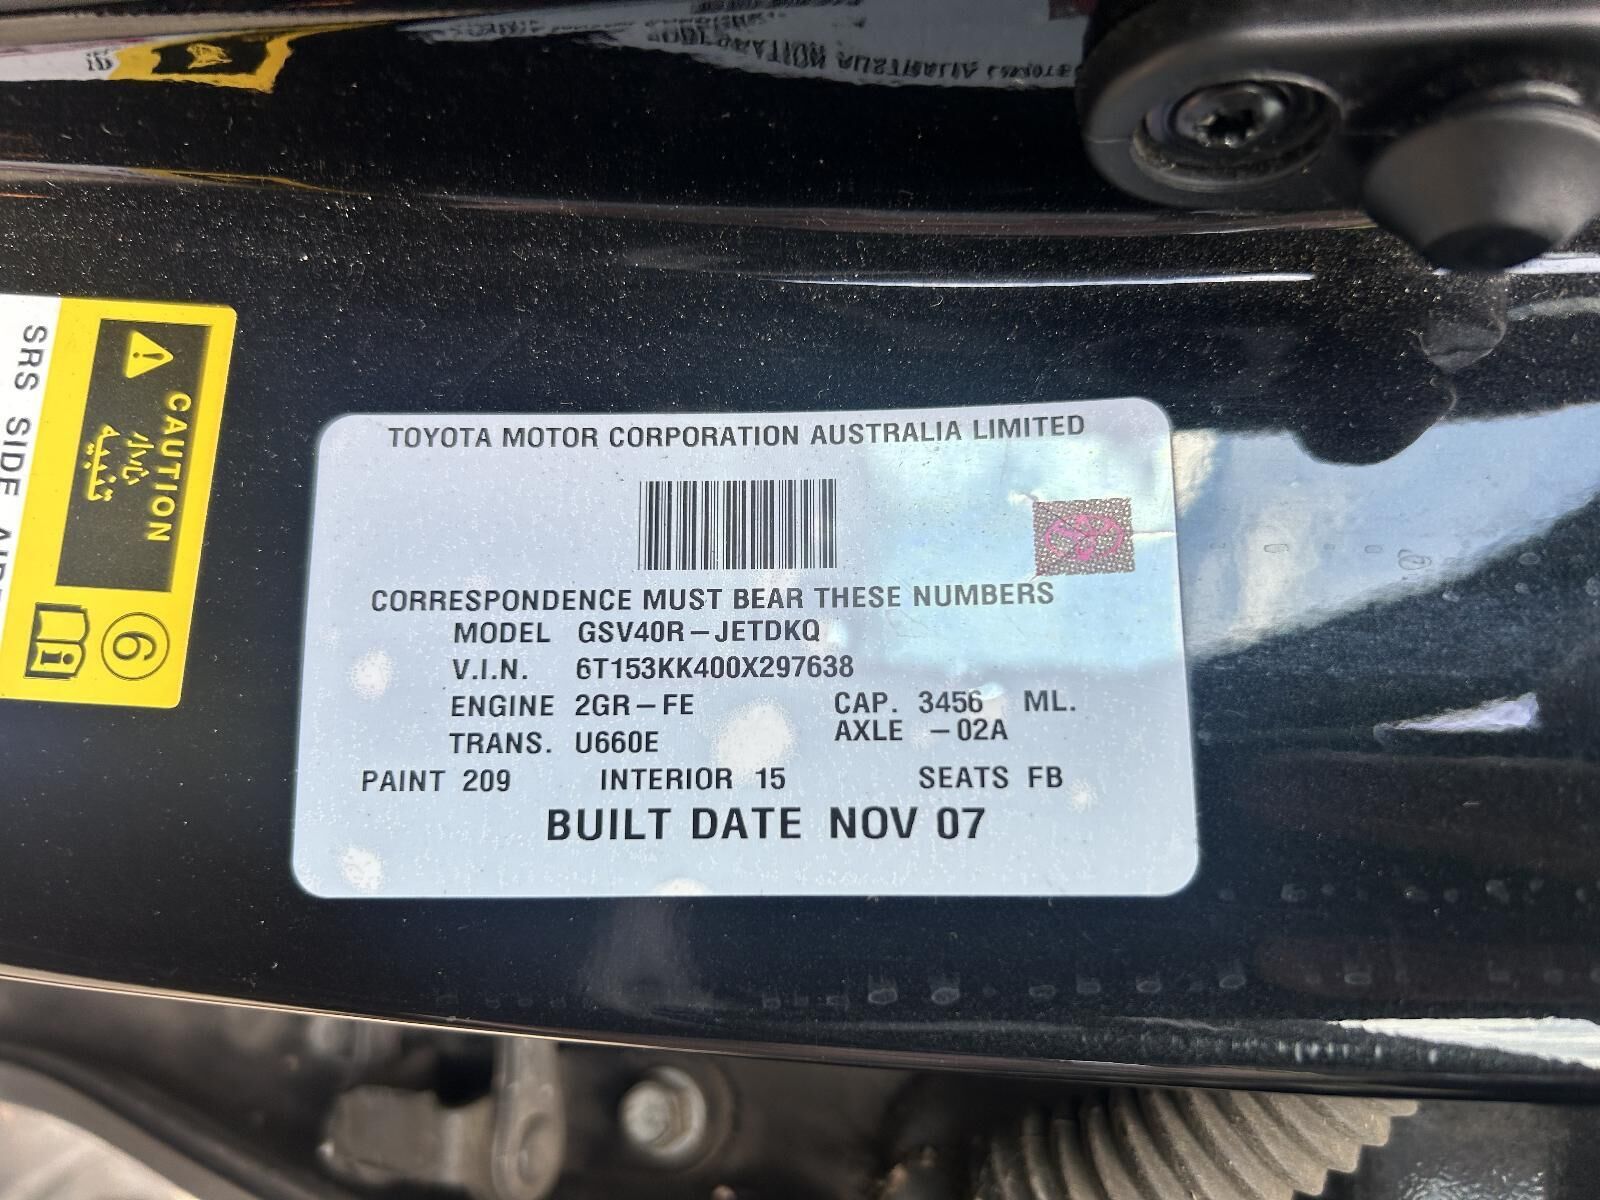 TOYOTA MOTOR CORPORATION AUSTRALIA LIMITED
CORRESPONDENCE MUST BEAR THESE NUMBERS
MODEL GSV40R-JETDKQ
V.I.N. 6T153KK400X297638
ENGINE 2GR-FE CAP. 3456 ML.
TRANS. U660E AXLE -02A
PAINT 209 INTERIOR 15 SEATS FB
BUILT DATE NOV 07
CAUTION
تنبيه
6
SRS SIDE